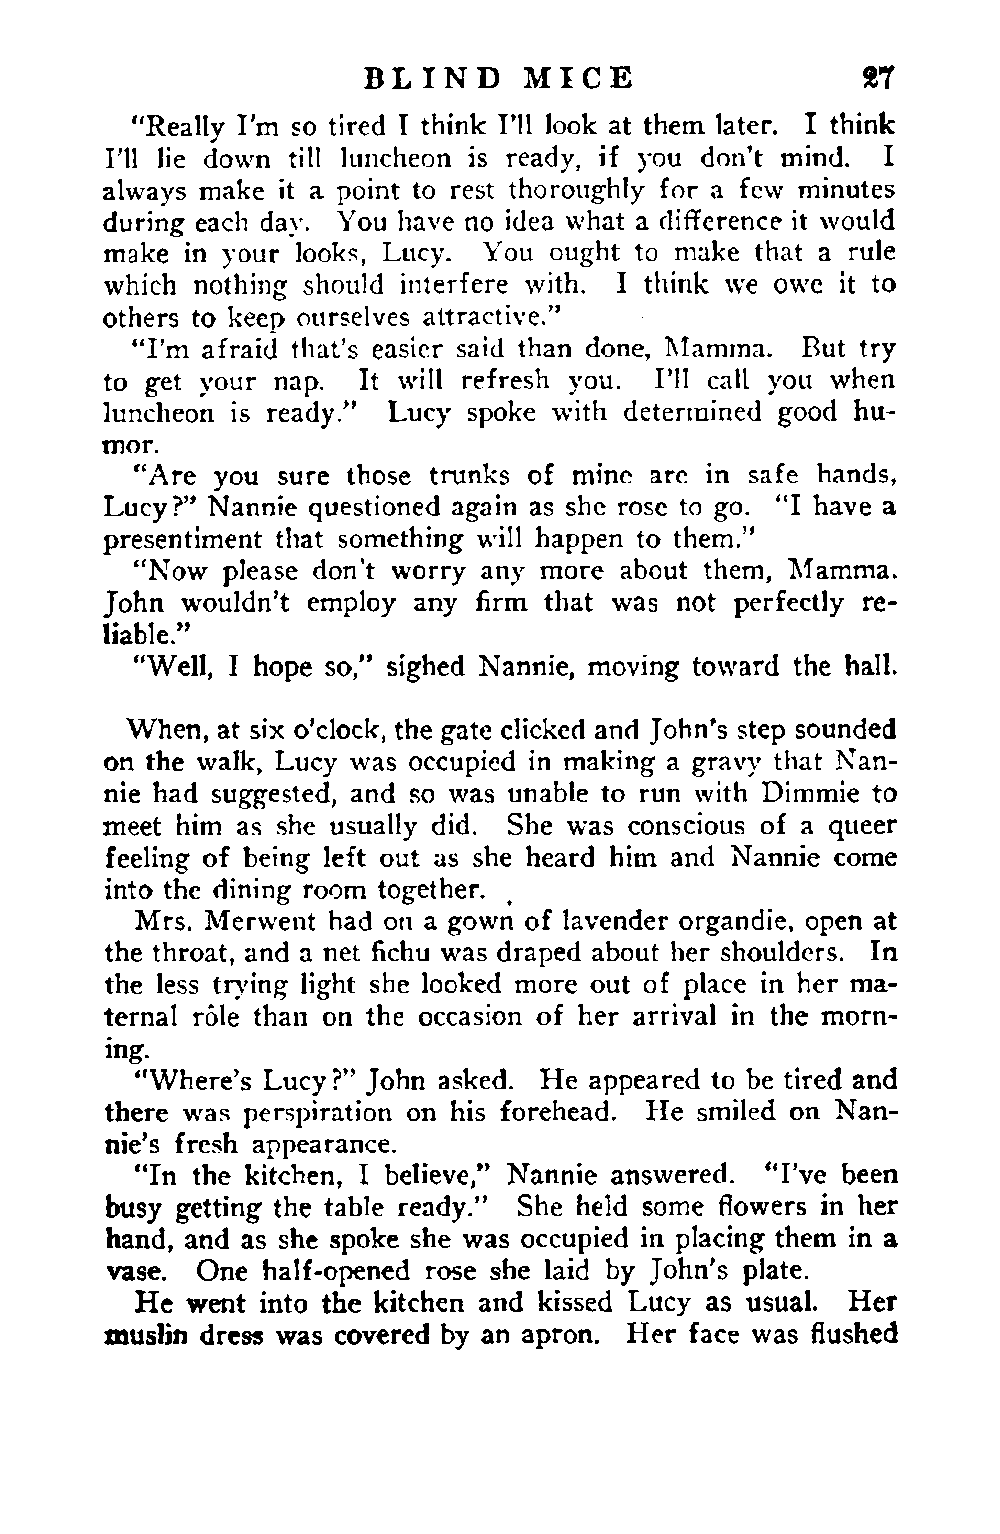 BLIND MICE 27
“Really I'm so tired I think I'll look at them later. I think
I'll lie down till luncheon is ready, if you don't mind. I
always make it a point to rest thoroughly for a few minutes
during each day. You have no idea what a difference it would
make in your looks, Lucy. You ought to make that a rule
which nothing should interfere with. I think we owe it to
others to keep ourselves attractive.”
“I'm afraid that's easier said than done, Mamma. But try
to get your nap. It will refresh you. I'll call you when
luncheon is ready.” Lucy spoke with determined good hu-
mor.
“Are you sure those trunks of mine are in safe hands,
Lucy?” Nannie questioned again as she rose to go. “I have a
presentiment that something will happen to them.”
“Now please don't worry any more about them, Mamma.
John wouldn't employ any firm that was not perfectly re-
liable.”
“Well, I hope so,” sighed Nannie, moving toward the hall.
When, at six o'clock, the gate clicked and John's step sounded
on the walk, Lucy was occupied in making a gravy that Nan-
nie had suggested, and so was unable to run with Dimmie to
meet him as she usually did. She was conscious of a queer
feeling of being left out as she heard him and Nannie come
into the dining room together.
Mrs. Merwent had on a gown of lavender organdie, open at
the throat, and a net fichu was draped about her shoulders. In
the less trying light she looked more out of place in her ma-
ternal rôle than on the occasion of her arrival in the morn-
ing.
“Where's Lucy?” John asked. He appeared to be tired and
there was perspiration on his forehead. He smiled on Nan-
nie's fresh appearance.
“In the kitchen, I believe,” Nannie answered. “I've been
busy getting the table ready.” She held some flowers in her
hand, and as she spoke she was occupied in placing them in a
vase. One half-opened rose she laid by John's plate.
He went into the kitchen and kissed Lucy as usual. Her
muslin dress was covered by an apron. Her face was flushed